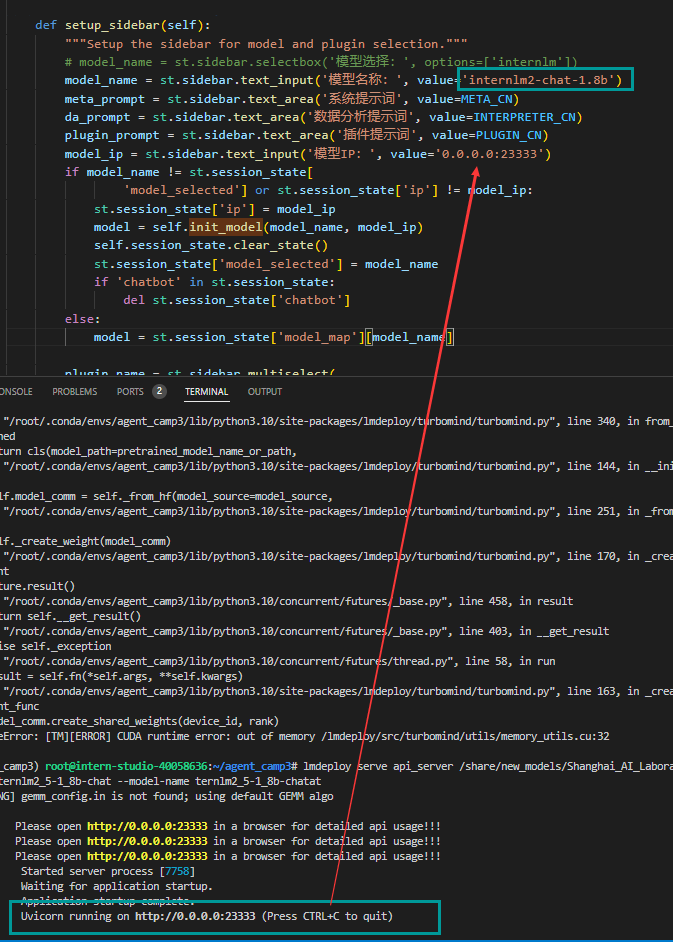 def setup_sidebar(self):
"""Setup the sidebar for model and plugin selection."""
# model_name = st.sidebar.selectbox('模型选择：', options=['internlm'])
model_name = st.sidebar.text_input('模型名称：', value='internlm2-chat-1.8b')
meta_prompt = st.sidebar.text_area('系统提示词', value=META_CN)
da_prompt = st.sidebar.text_area('数据分析提示词', value=INTERPRETER_CN)
plugin_prompt = st.sidebar.text_area('插件提示词', value=PLUGIN_CN)
model_ip = st.sidebar.text_input('模型IP：', value='0.0.0.0:23333')
if model_name != st.session_state[
'model_selected'] or st.session_state['ip'] != model_ip:
st.session_state['ip'] = model_ip
model = self.init_model(model_name, model_ip)
self.session_state.clear_state()
st.session_state['model_selected'] = model_name
if 'chatbot' in st.session_state:
del st.session_state['chatbot']
else:
model = st.session_state['model_map'][model_name]
plugin_name = st.sidebar.multiselect(
ONSOLE PROBLEMS PORTS 2 TERMINAL OUTPUT
"/root/.conda/envs/agent_camp3/lib/python3.10/site-packages/lmdeploy/turbomind/turbomind.py", line 340, in from_
ned
turn cls(model_path=pretrained_model_name_or_path,
"/root/.conda/envs/agent_camp3/lib/python3.10/site-packages/lmdeploy/turbomind/turbomind.py", line 144, in __ini
lf.model_comm = self._from_hf(model_source=model_source,
"/root/.conda/envs/agent_camp3/lib/python3.10/site-packages/lmdeploy/turbomind/turbomind.py", line 251, in _from
lf._create_weight(model_comm)
"/root/.conda/envs/agent_camp3/lib/python3.10/site-packages/lmdeploy/turbomind/turbomind.py", line 170, in _crea
ht
ture.result()
"/root/.conda/envs/agent_camp3/lib/python3.10/concurrent/futures/_base.py", line 458, in result
turn self.__get_result()
"/root/.conda/envs/agent_camp3/lib/python3.10/concurrent/futures/_base.py", line 403, in __get_result
ise self._exception
"/root/.conda/envs/agent_camp3/lib/python3.10/concurrent/futures/thread.py", line 58, in run
esult = self.fn(*self.args, **self.kwargs)
"/root/.conda/envs/agent_camp3/lib/python3.10/site-packages/lmdeploy/turbomind/turbomind.py", line 163, in _crea
ht_func
del_comm.create_shared_weights(device_id, rank)
eError: [TM][ERROR] CUDA runtime error: out of memory /lmdeploy/src/turbomind/utils/memory_utils.cu:32
_camp3) root@intern-studio-40058636:~/agent_camp3# lmdeploy serve api_server /share/new_models/Shanghai_AI_Labora
ternlm2_5-1_8b-chat --model-name ternlm2_5-1_8b-chatat
NG] gemm_config.in is not found; using default GEMM algo
Please open http://0.0.0.0:23333 in a browser for detailed api usage!!!
Please open http://0.0.0.0:23333 in a browser for detailed api usage!!!
Please open http://0.0.0.0:23333 in a browser for detailed api usage!!!
Started server process [7758]
Waiting for application startup.
Application startup complete.
Uvicorn running on http://0.0.0.0:23333 (Press CTRL+C to quit)